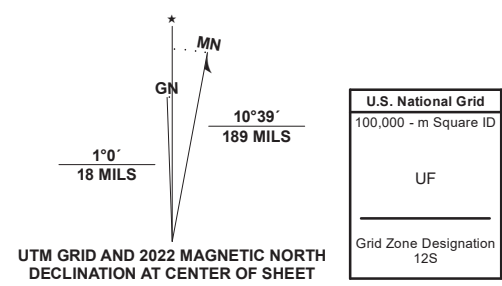 ★
MN
GN
10°39´
189 MILS
1°0´
18 MILS
UTM GRID AND 2022 MAGNETIC NORTH
DECLINATION AT CENTER OF SHEET
U.S. National Grid
100,000 - m Square ID
UF
Grid Zone Designation
12S